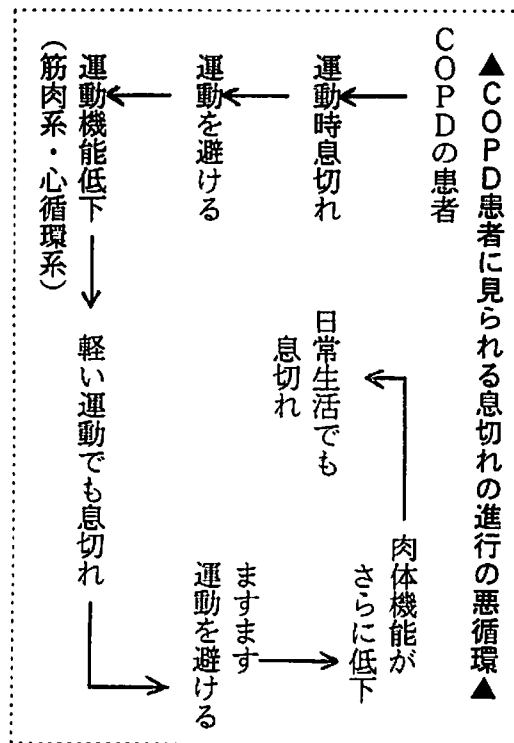 ▲COPD患者に見られる息切れの進行の悪循環▲
COPDの患者
運動時息切れ
運動を避ける
運動機能低下
(筋肉系・心循環系)
軽い運動でも息切れ
ますます
運動を避ける
肉体機能が
さらに低下
日常生活でも
息切れ